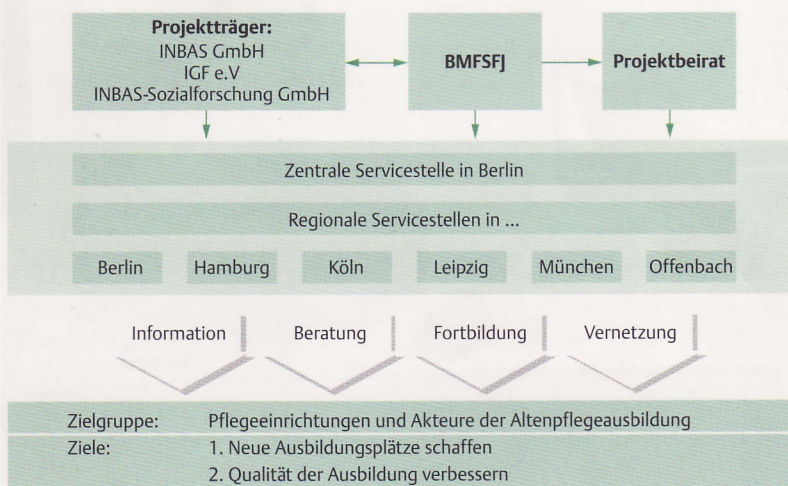 Projektträger:
INBAS GmbH
IGF e.V
INBAS-Sozialforschung GmbH
BMFSFJ
Projektbeirat
Zentrale Servicestelle in Berlin
Regionale Servicestellen in ...
Berlin Hamburg Köln Leipzig München Offenbach
Information Beratung Fortbildung Vernetzung
Zielgruppe: Pflegeeinrichtungen und Akteure der Altenpflegeausbildung
Ziele: 1. Neue Ausbildungsplätze schaffen
2. Qualität der Ausbildung verbessern